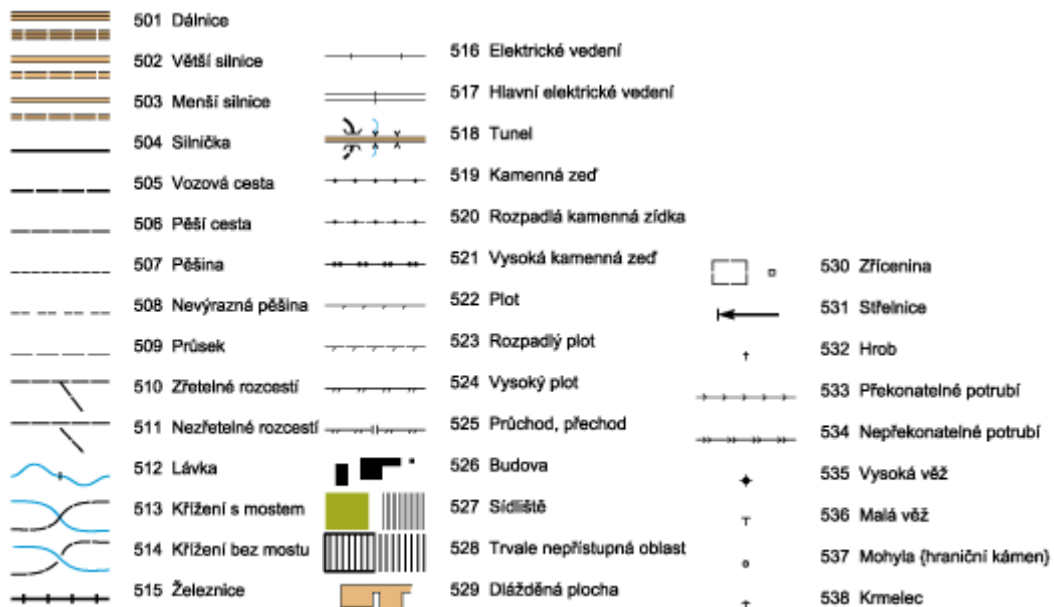 501 Dálnice
502 Větší silnice
503 Menší silnice
504 Silnička
505 Vozová cesta
506 Pěší cesta
507 Pěšina
508 Nevýrazná pěšina
509 Průsek
510 Zřetelné rozcestí
511 Nezřetelné rozcestí
512 Lávka
513 Křížení s mostem
514 Křížení bez mostu
515 Železnice
516 Elektrické vedení
517 Hlavní elektrické vedení
518 Tunel
519 Kamenná zeď
520 Rozpadlá kamenná zídka
521 Vysoká kamenná zeď
522 Plot
523 Rozpadlý plot
524 Vysoký plot
525 Průchod, přechod
526 Budova
527 Sídliště
528 Trvale nepřístupná oblast
529 Dlážděná plocha
530 Zřícenina
531 Střelnice
532 Hrob
533 Překonatelné potrubí
534 Nepřekonatelné potrubí
535 Vysoká věž
536 Malá věž
537 Mohyla (hraniční kámen)
538 Krmelec